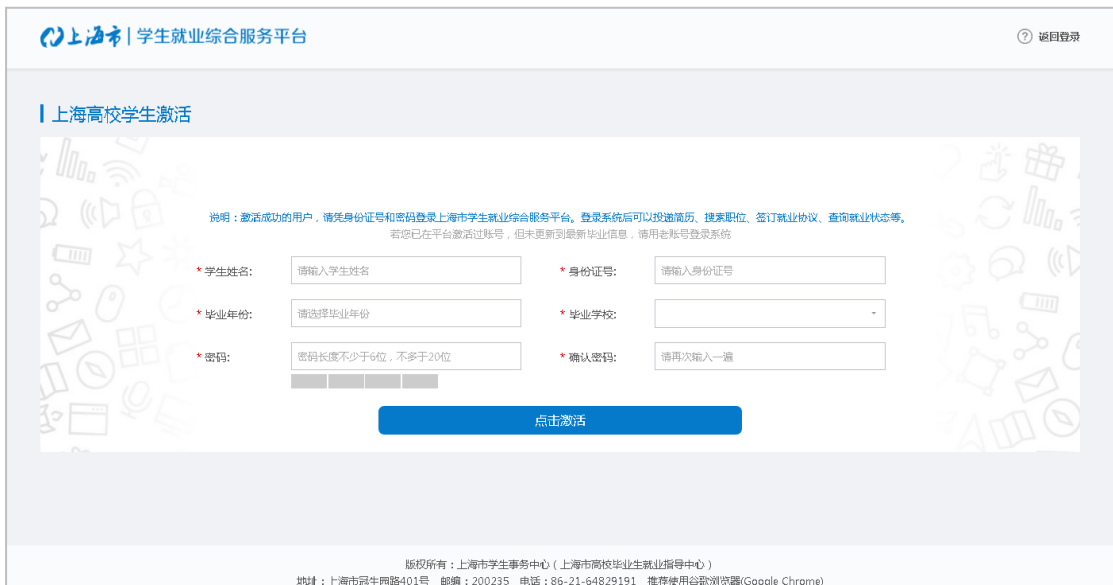 上海市 | 学生就业综合服务平台
? 返回登录
上海高校学生激活
说明：激活成功的用户，请凭身份证号和密码登录上海市学生就业综合服务平台。登录系统后可以投递简历、搜索职位、签订就业协议、查询就业状态等。
若您已在平台激活过账号，但未更新到最新毕业信息，请用老账号登录系统
* 学生姓名: 请输入学生姓名 * 身份证号: 请输入身份证号
* 毕业年份: 请选择毕业年份 * 毕业学校:
* 密码: 密码长度不少于6位，不多于20位 * 确认密码: 请再次输入一遍
点击激活
版权所有：上海市学生事务中心（上海市高校毕业生就业指导中心）
地址：上海市冠生园路401号 邮编：200235 电话：86-21-64829191 推荐使用谷歌浏览器(Google Chrome)